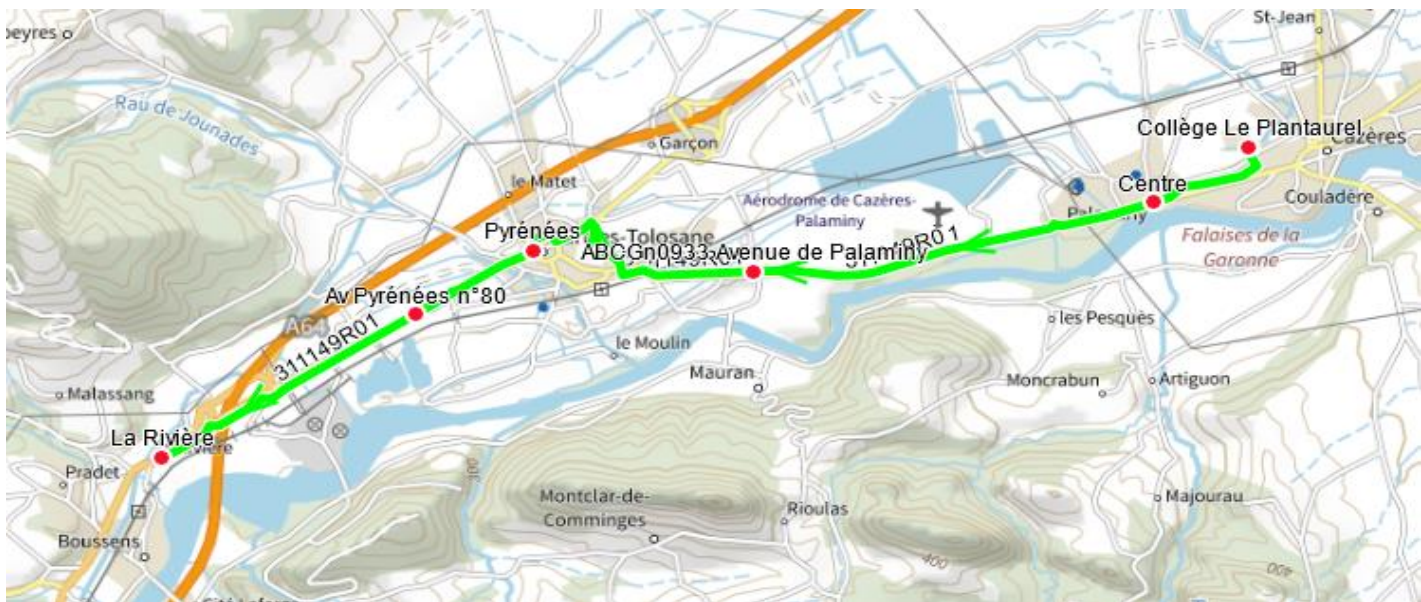 St-Jean
Rau de Jounades
Garçon
Collège Le Plantaurel
Cazères
le Matet
Aérodrome de Cazères-
Palaminy
Centre
Couladère
Pyrénées
Falaises de la
Garonne
ABCGn0933-Avenue de Palaminy
Av Pyrénées n°80
A64
311149R01
les Pesquès
le Moulin
Mauran
Moncrabun
Artiguon
Malassang
La Rivière
Pradet
300
Montclar-de-
Comminges
Rioulas
Majourau
Boussens
400
400